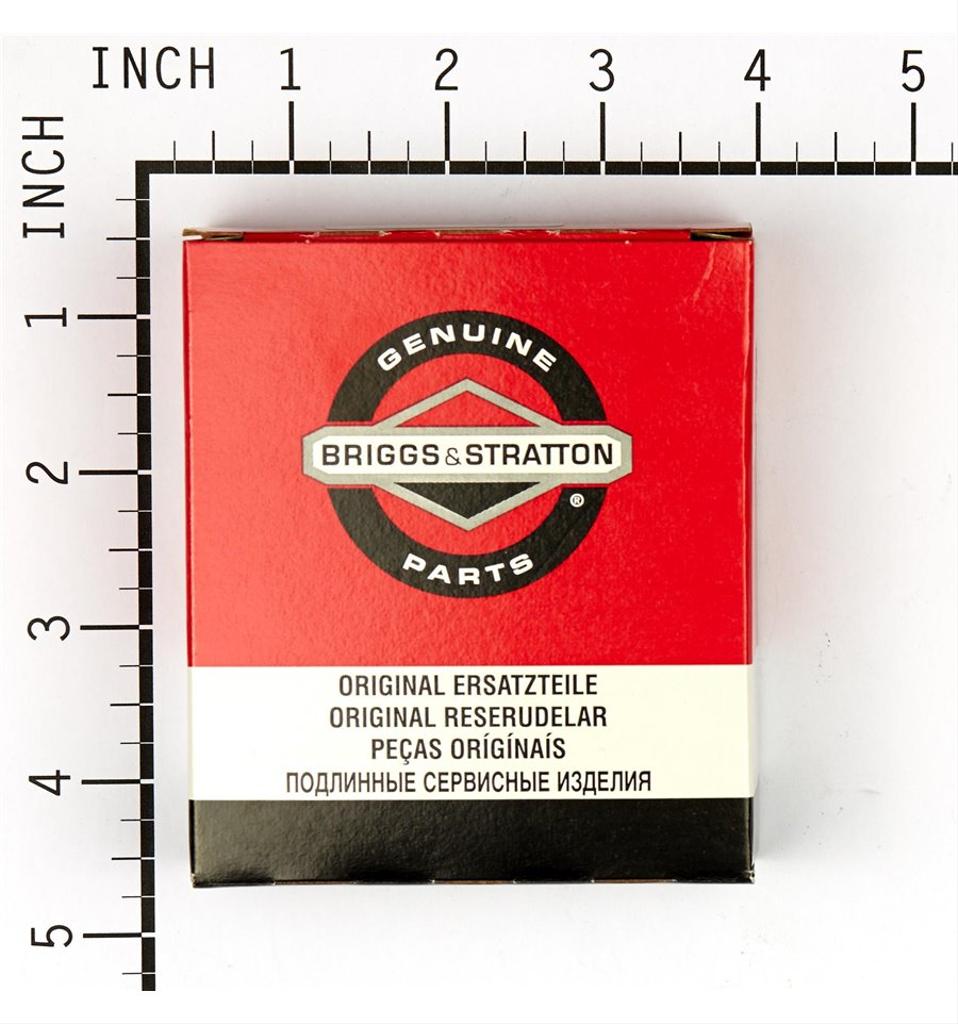 INCH 1 2 3 4 5
INCH
1
2
3
4
5
GENUINE
BRIGGS & STRATTON
®
PARTS
ORIGINAL ERSATZTEILE
ORIGINAL RESERUDELAR
PEÇAS ORÍGÍNAÍS
ПОДЛИННЫЕ СЕРВИСНЫЕ ИЗДЕЛИЯ